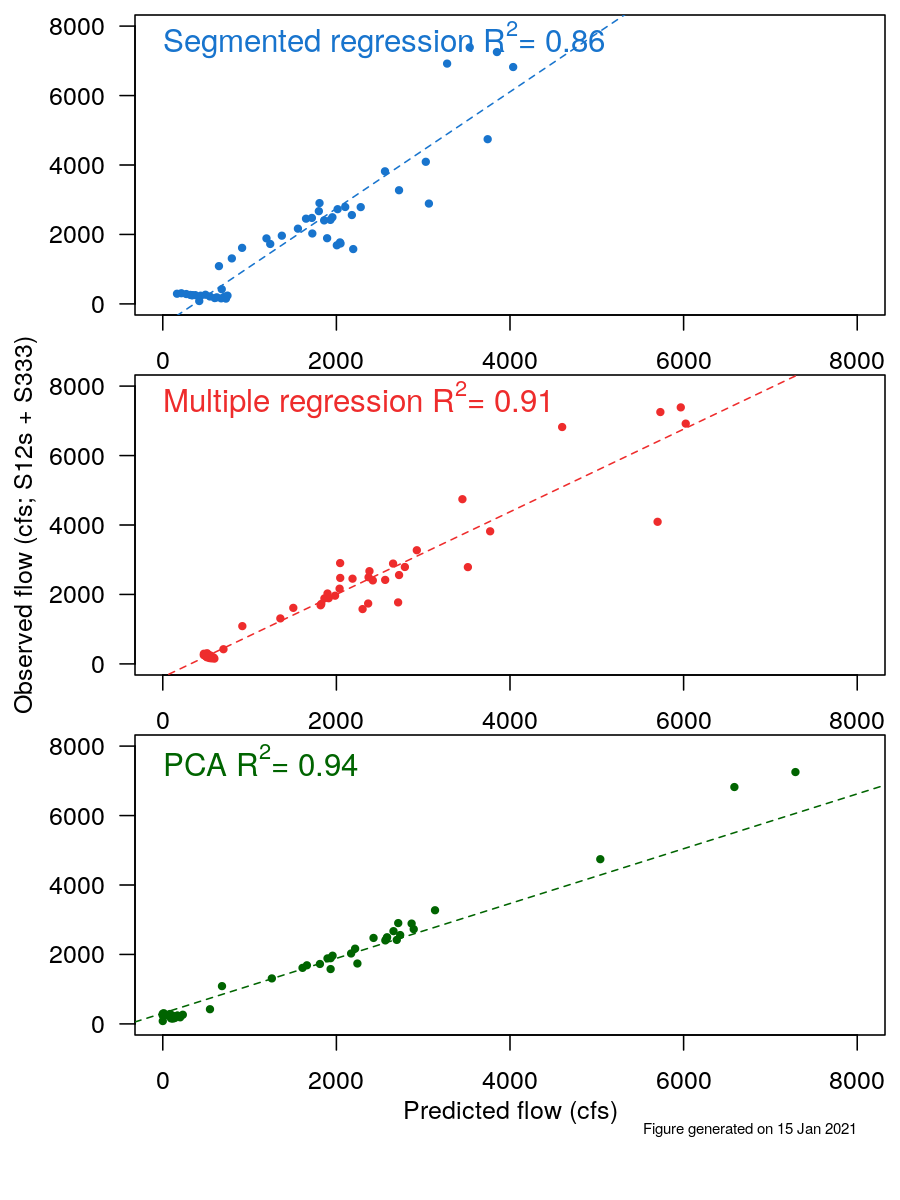 Observed flow (cfs; S12s + S333)
8000
6000
4000
2000
0
Segmented regression R²= 0.86
0 2000 4000 6000 8000
8000
6000
4000
2000
0
Multiple regression R²= 0.91
0 2000 4000 6000 8000
8000
6000
4000
2000
0
PCA R²= 0.94
0 2000 4000 6000 8000
Predicted flow (cfs)
Figure generated on 15 Jan 2021